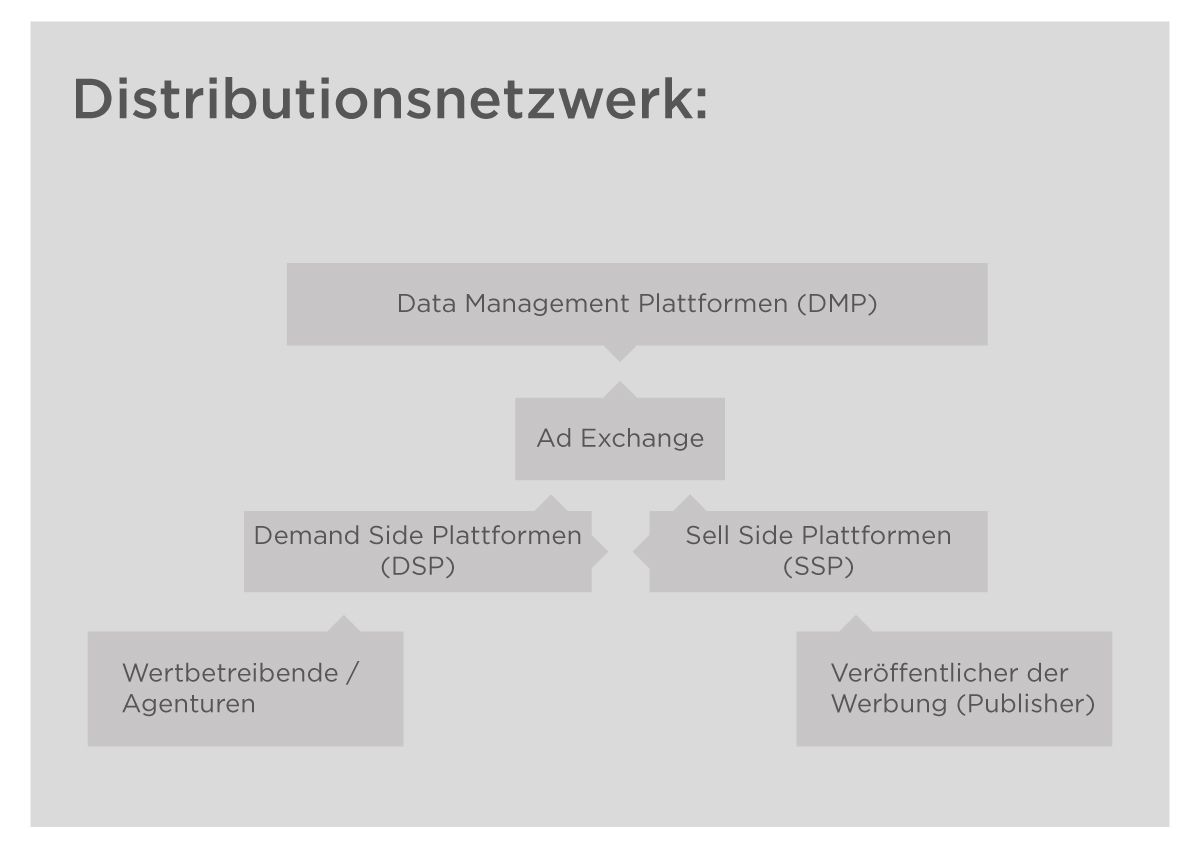 Distributionsnetzwerk:
Data Management Plattformen (DMP)
Ad Exchange
Demand Side Plattformen
(DSP)
Sell Side Plattformen
(SSP)
Wertbetreibende /
Agenturen
Veröffentlicher der
Werbung (Publisher)